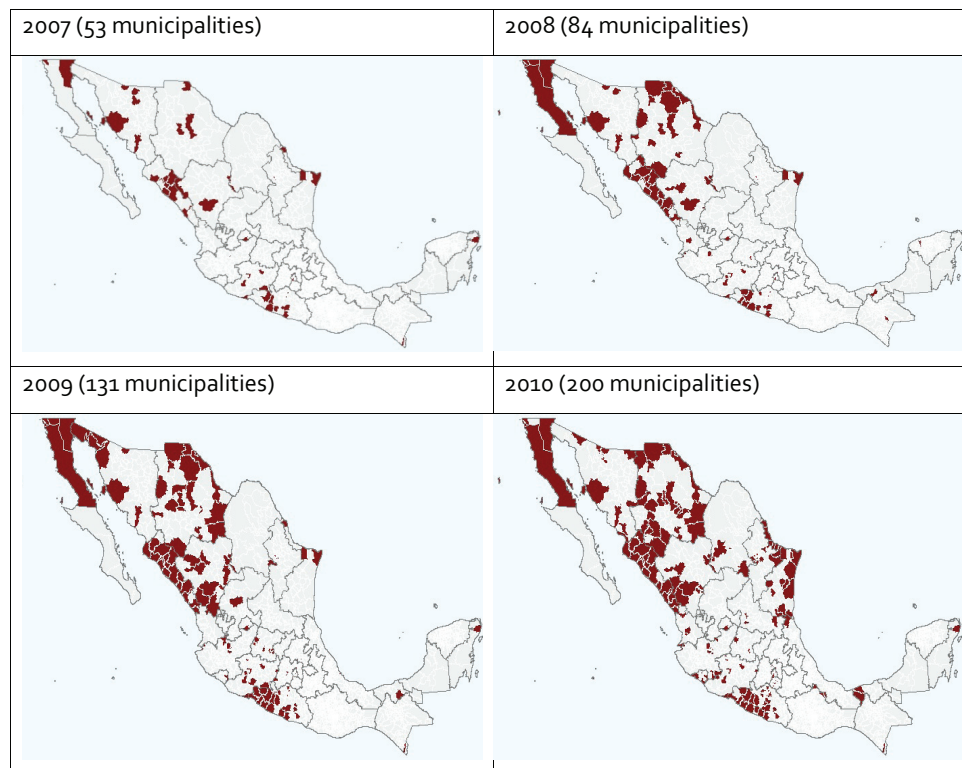 2007 (53 municipalities)
2008 (84 municipalities)
2009 (131 municipalities)
2010 (200 municipalities)